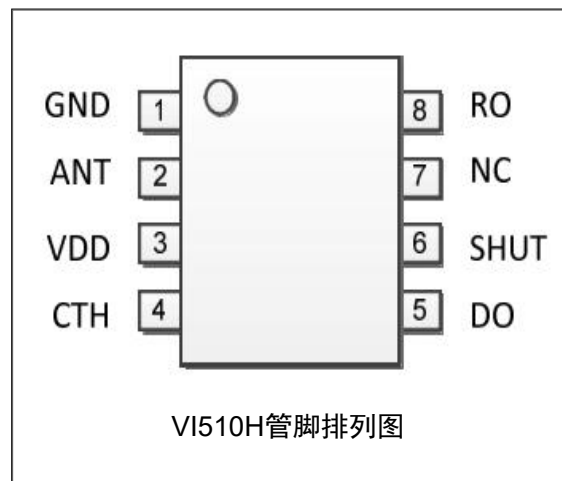 GND 1 8 RO
ANT 2 7 NC
VDD 3 6 SHUT
CTH 4 5 DO
VI510H管脚排列图